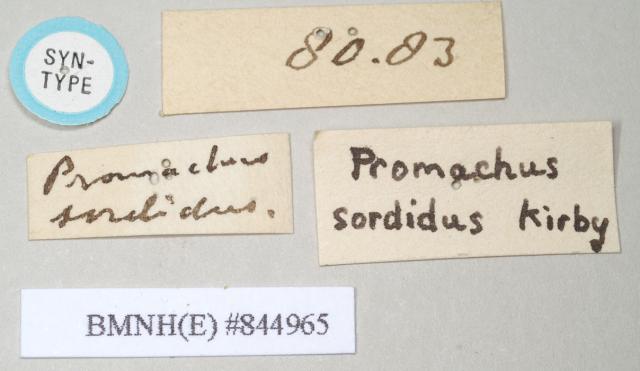 SYN-
TYPE
80.83
Promachus
sordidus.
Promachus
sordidus Kirby
BMNH(E) #844965